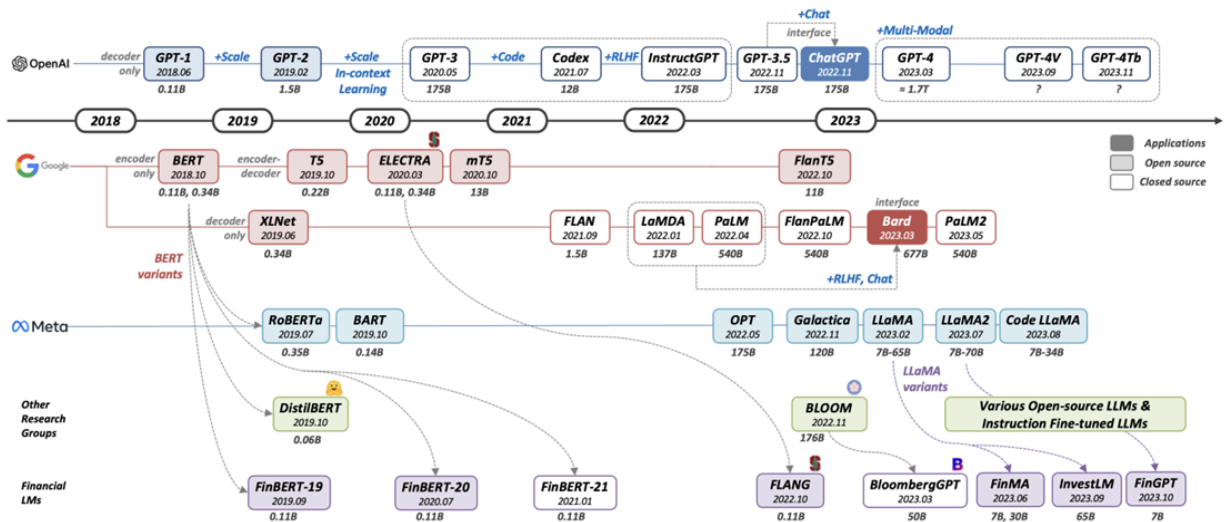 +Chat
interface
+Multi-Modal
OpenAI
decoder
only
GPT-1
2018.06
0.11B
+Scale
GPT-2
2019.02
1.5B
+Scale
In-context
Learning
GPT-3
2020.05
175B
+Code
Codex
2021.07
12B
+RLHF
InstructGPT
2022.03
175B
GPT-3.5
2022.11
175B
ChatGPT
2022.11
175B
GPT-4
2023.03
≈ 1.7T
GPT-4V
2023.09
?
GPT-4Tb
2023.11
?
2018
2019
2020
2021
2022
2023
Applications
Open source
Closed source
Google
encoder
only
BERT
2018.10
0.11B, 0.34B
encoder-
decoder
T5
2019.10
0.22B
ELECTRA
2020.03
0.11B, 0.34B
S
mT5
2020.10
13B
FlanT5
2022.10
11B
decoder
only
XLNet
2019.06
0.34B
FLAN
2021.09
1.5B
LaMDA
2022.01
137B
PaLM
2022.04
540B
FlanPaLM
2022.10
540B
interface
Bard
2023.03
677B
PaLM2
2023.05
540B
+RLHF, Chat
BERT
variants
Meta
RoBERTa
2019.07
0.35B
BART
2019.10
0.14B
OPT
2022.05
175B
Galactica
2022.11
120B
LLaMA
2023.02
7B-65B
LLaMA2
2023.07
7B-70B
Code LLaMA
2023.08
7B-34B
LLaMA
variants
Other
Research
Groups
DistilBERT
2019.10
0.06B
BLOOM
2022.11
176B
Various Open-source LLMs &
Instruction Fine-tuned LLMs
Financial
LMs
FinBERT-19
2019.09
0.11B
FinBERT-20
2020.07
0.11B
FinBERT-21
2021.01
0.11B
S
FLANG
2022.10
0.11B
B
BloombergGPT
2023.03
50B
FinMA
2023.06
7B, 30B
InvestLM
2023.09
65B
FinGPT
2023.10
7B